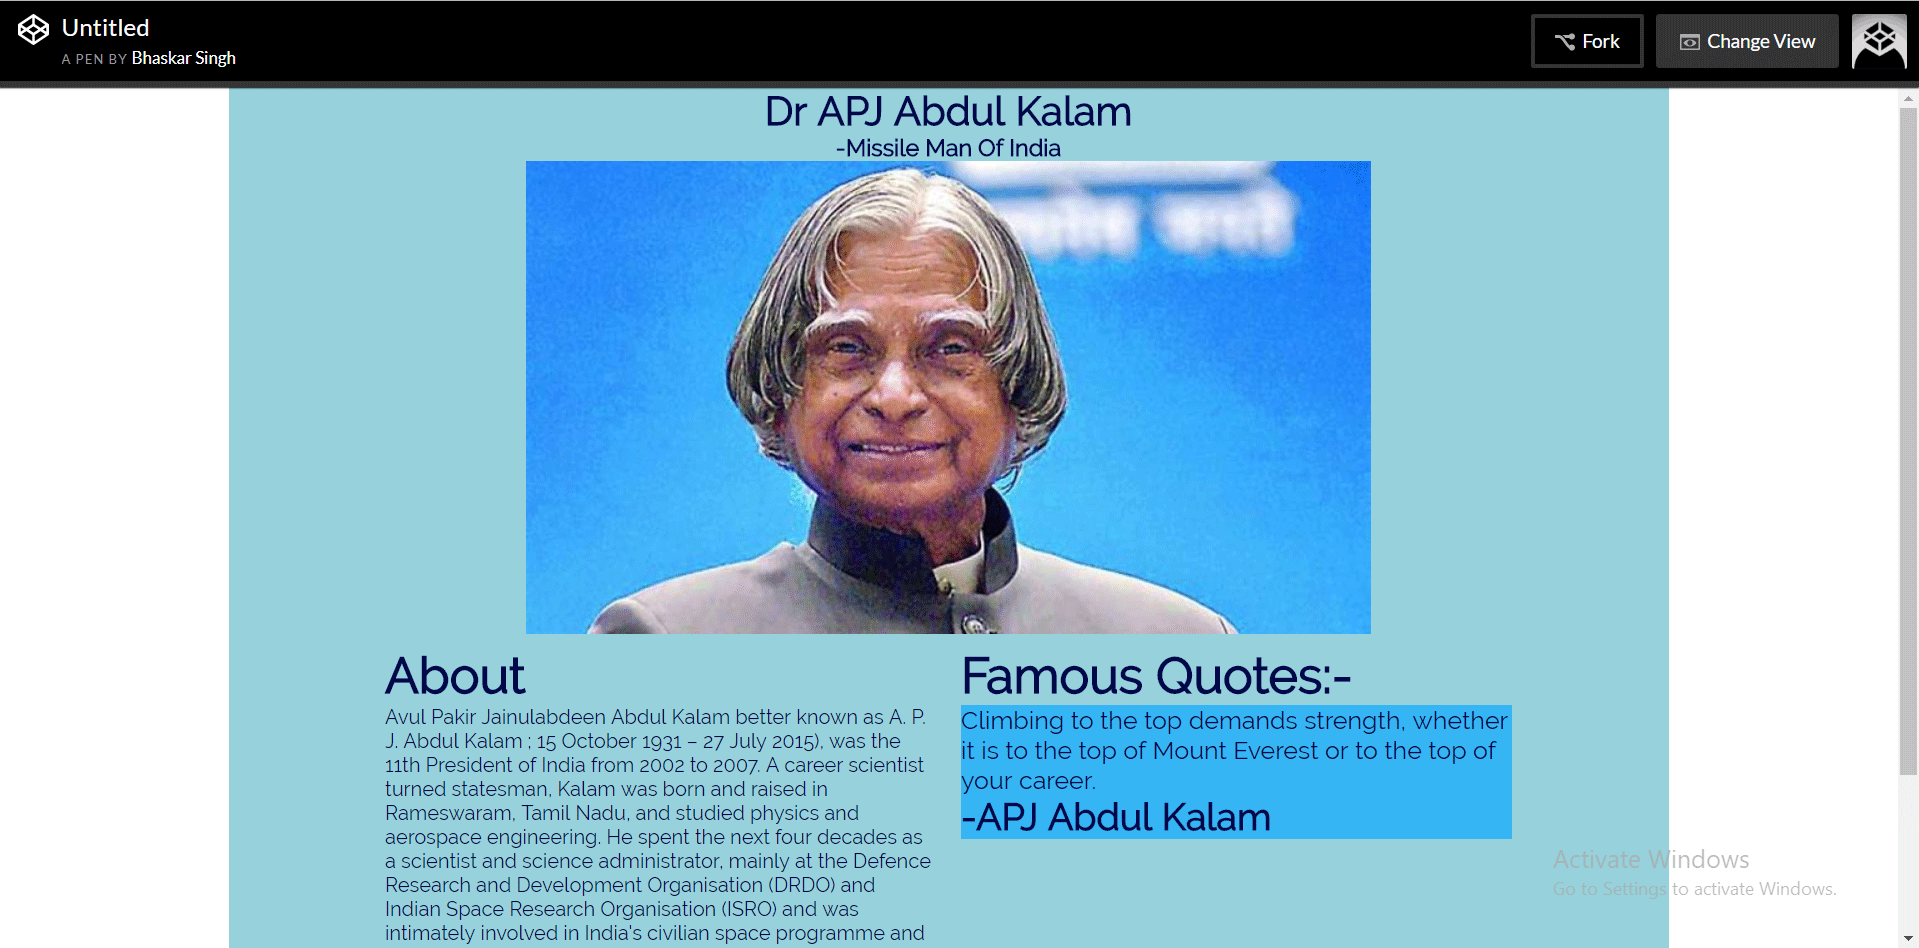 Untitled
A PEN BY Bhaskar Singh
Fork
Change View
Dr APJ Abdul Kalam
-Missile Man Of India
About
Avul Pakir Jainulabdeen Abdul Kalam better known as A. P.
J. Abdul Kalam ; 15 October 1931 – 27 July 2015), was the
11th President of India from 2002 to 2007. A career scientist
turned statesman, Kalam was born and raised in
Rameswaram, Tamil Nadu, and studied physics and
aerospace engineering. He spent the next four decades as
a scientist and science administrator, mainly at the Defence
Research and Development Organisation (DRDO) and
Indian Space Research Organisation (ISRO) and was
intimately involved in India's civilian space programme and
Famous Quotes:-
Climbing to the top demands strength, whether
it is to the top of Mount Everest or to the top of
your career.
-APJ Abdul Kalam
Activate Windows
Go to Settings to activate Windows.